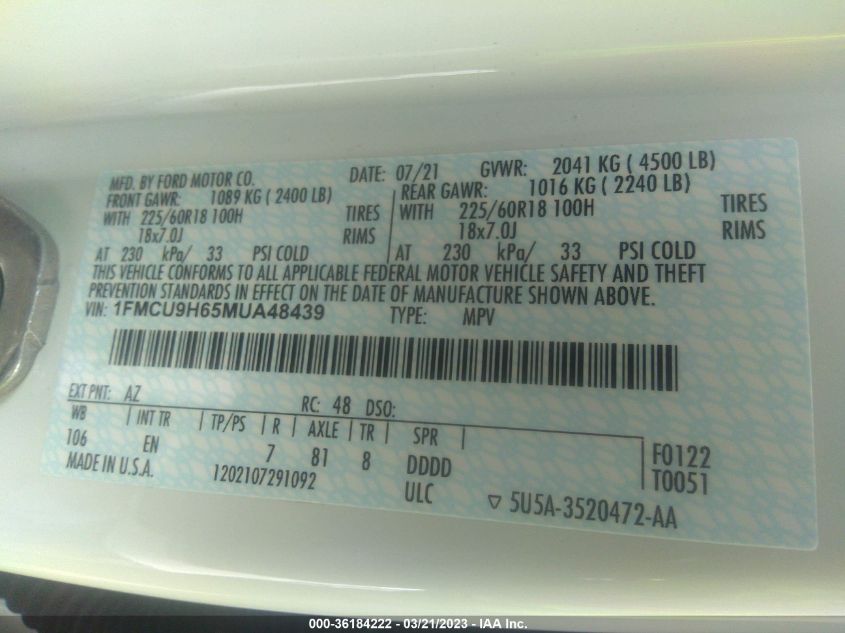 MFD. BY FORD MOTOR CO. DATE: 07/21 GVWR: 2041 KG ( 4500 LB)
FRONT GAWR: 1089 KG ( 2400 LB) REAR GAWR: 1016 KG ( 2240 LB)
WITH 225/60R18 100H TIRES WITH 225/60R18 100H TIRES
18x7.0J RIMS 18x7.0J RIMS
AT 230 kPa/ 33 PSI COLD AT 230 kPa/ 33 PSI COLD
THIS VEHICLE CONFORMS TO ALL APPLICABLE FEDERAL MOTOR VEHICLE SAFETY AND THEFT
PREVENTION STANDARDS IN EFFECT ON THE DATE OF MANUFACTURE SHOWN ABOVE.
VIN: 1FMCU9H65MUA48439 TYPE: MPV
EXT PNT: AZ RC: 48 DSO:
WB INT TR TP/PS R AXLE TR SPR
106 EN 7 81 8 DDDD F0122
MADE IN U.S.A. 1202107291092 ULC T0051
5U5A-3520472-AA
000-36184222 - 03/21/2023 - IAA Inc.